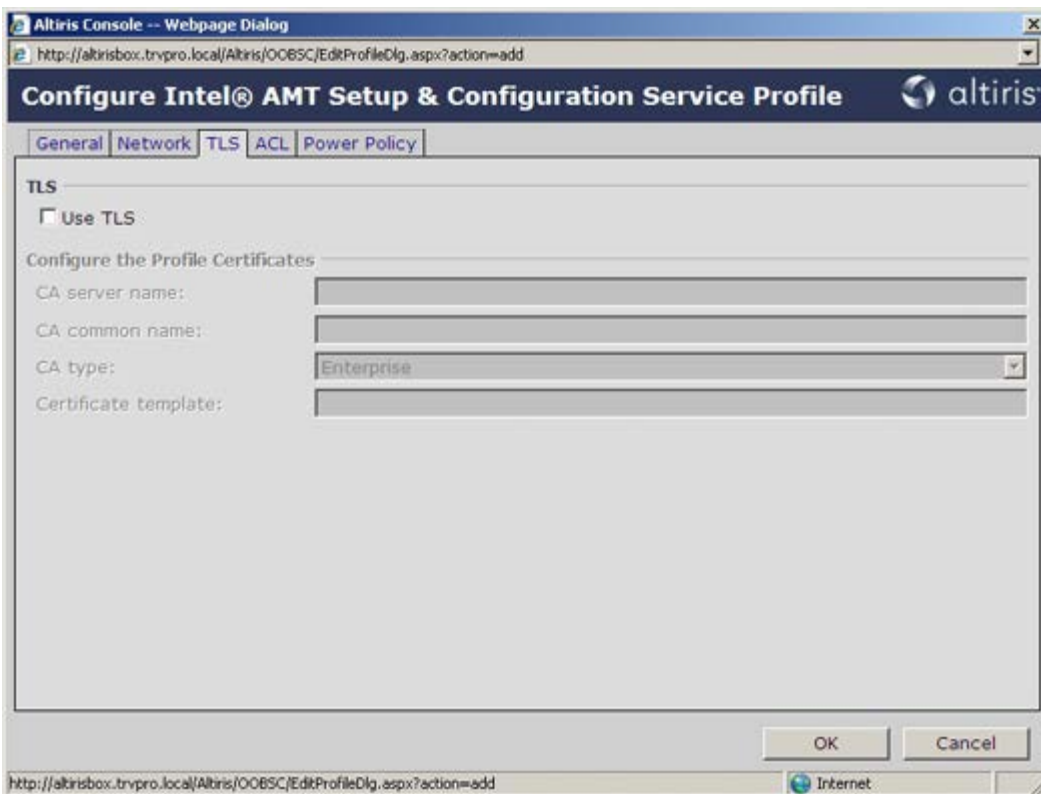 Altiris Console -- Webpage Dialog
http://altirisbox.trvpro.local/Altiris/OOBSC/EditProfileDlg.aspx?action=add
Configure Intel® AMT Setup & Configuration Service Profile altiris
General Network TLS ACL Power Policy
TLS
Use TLS
Configure the Profile Certificates
CA server name:
CA common name:
CA type: Enterprise
Certificate template:
OK Cancel
http://altirisbox.trvpro.local/Altiris/OOBSC/EditProfileDlg.aspx?action=add Internet